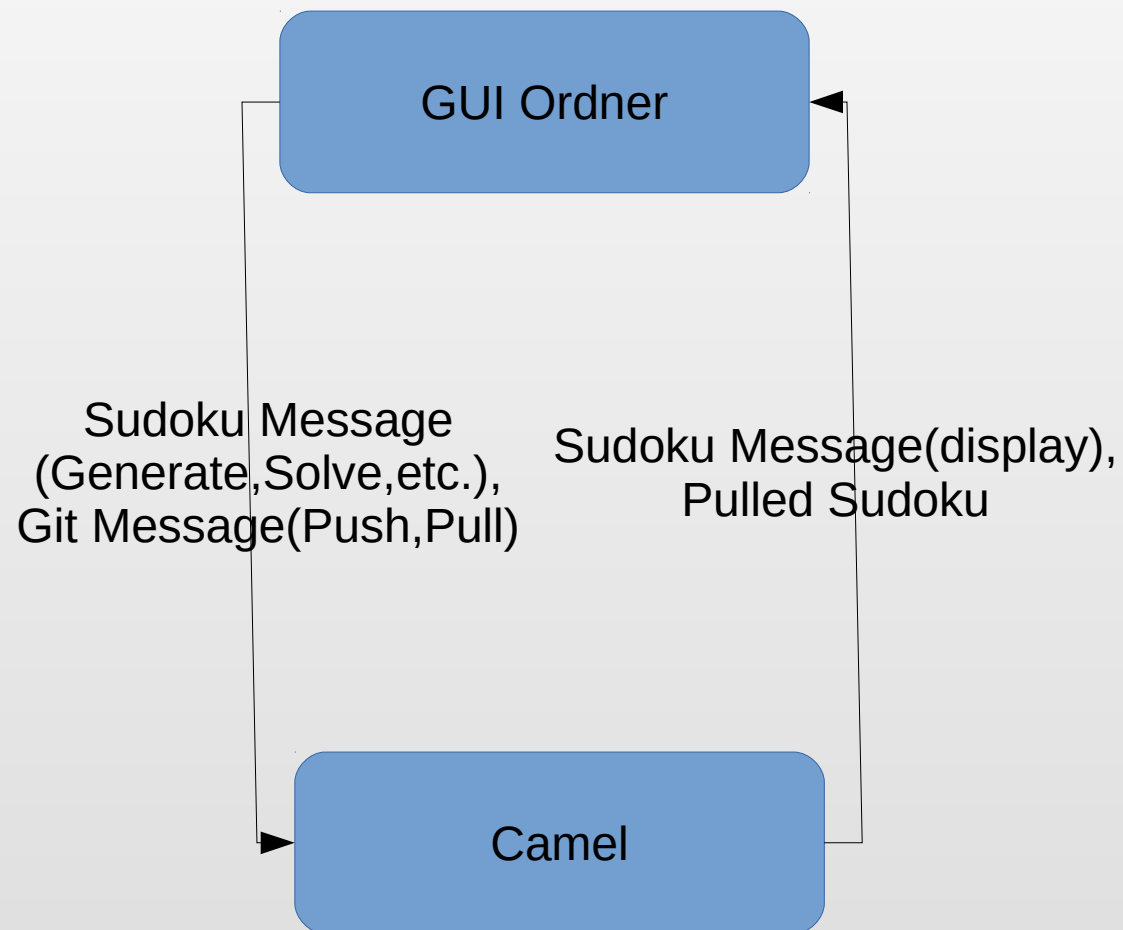 GUI Ordner
Sudoku Message
(Generate,Solve,etc.),
Git Message(Push,Pull)
Sudoku Message(display),
Pulled Sudoku
Camel